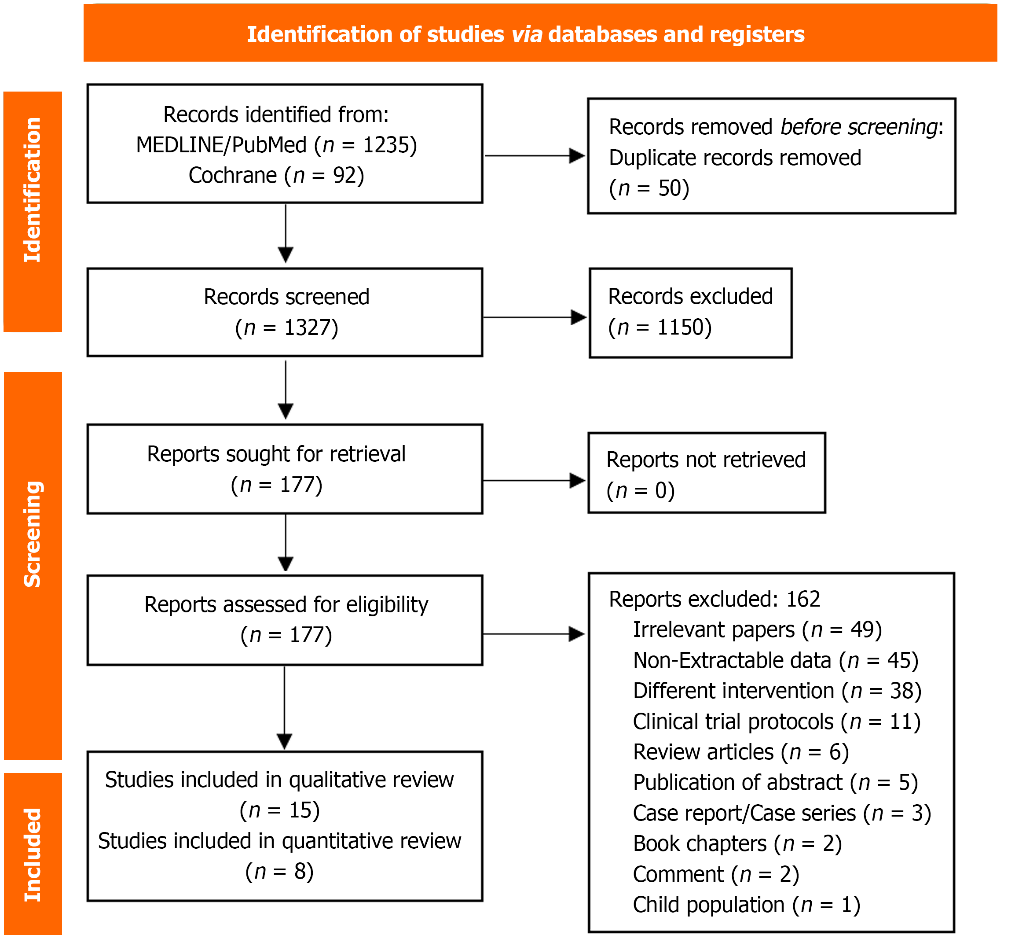 Identification of studies via databases and registers
Identification
Records identified from:
MEDLINE/PubMed (n = 1235)
Cochrane (n = 92)
Records removed before screening:
Duplicate records removed
(n = 50)
Records screened
(n = 1327)
Records excluded
(n = 1150)
Screening
Reports sought for retrieval
(n = 177)
Reports not retrieved
(n = 0)
Reports assessed for eligibility
(n = 177)
Reports excluded: 162
Irrelevant papers (n = 49)
Non-Extractable data (n = 45)
Different intervention (n = 38)
Clinical trial protocols (n = 11)
Review articles (n = 6)
Publication of abstract (n = 5)
Case report/Case series (n = 3)
Book chapters (n = 2)
Comment (n = 2)
Child population (n = 1)
Included
Studies included in qualitative review
(n = 15)
Studies included in quantitative review
(n = 8)